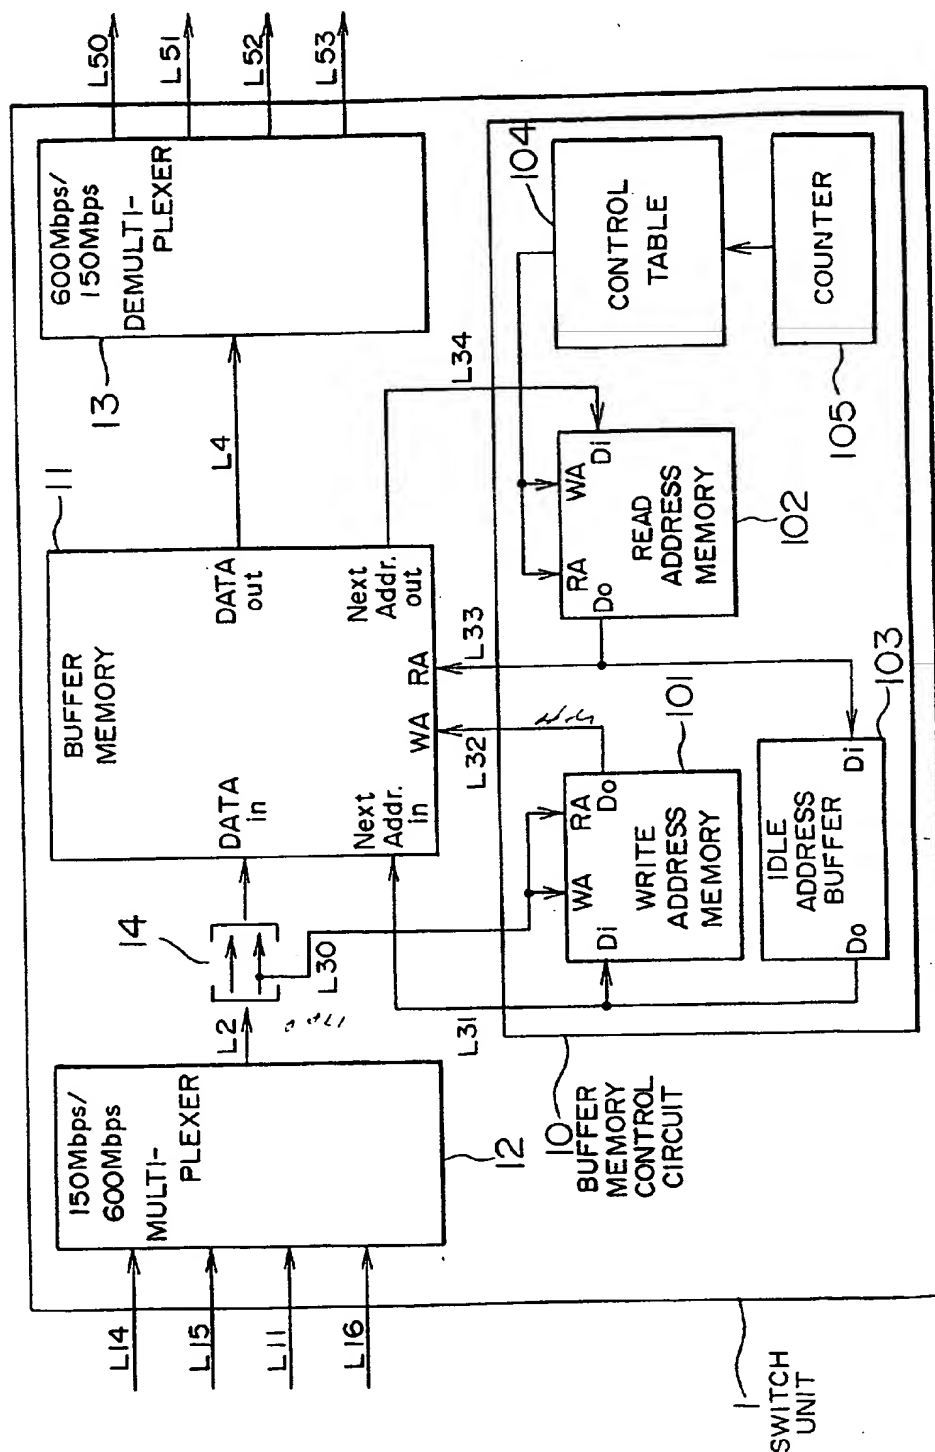 L14
L15
L11
L16
150Mbps/
600Mbps
MULTI-
PLEXER
12
L2
14
L30
L31
BUFFER
MEMORY
11
DATA
in
DATA
out
Next
Addr.
in
WA
RA
Next
Addr.
out
L4
600Mbps/
150Mbps
DEMULTI-
PLEXER
13
L50
L51
L52
L53
L32
L33
L34
10
BUFFER
MEMORY
CONTROL
CIRCUIT
WA
RA
Di
Do
WRITE
ADDRESS
MEMORY
101
RA
WA
Do
Di
READ
ADDRESS
MEMORY
102
IDLE
ADDRESS
BUFFER
Do
Di
103
CONTROL
TABLE
104
COUNTER
105
1
SWITCH
UNIT